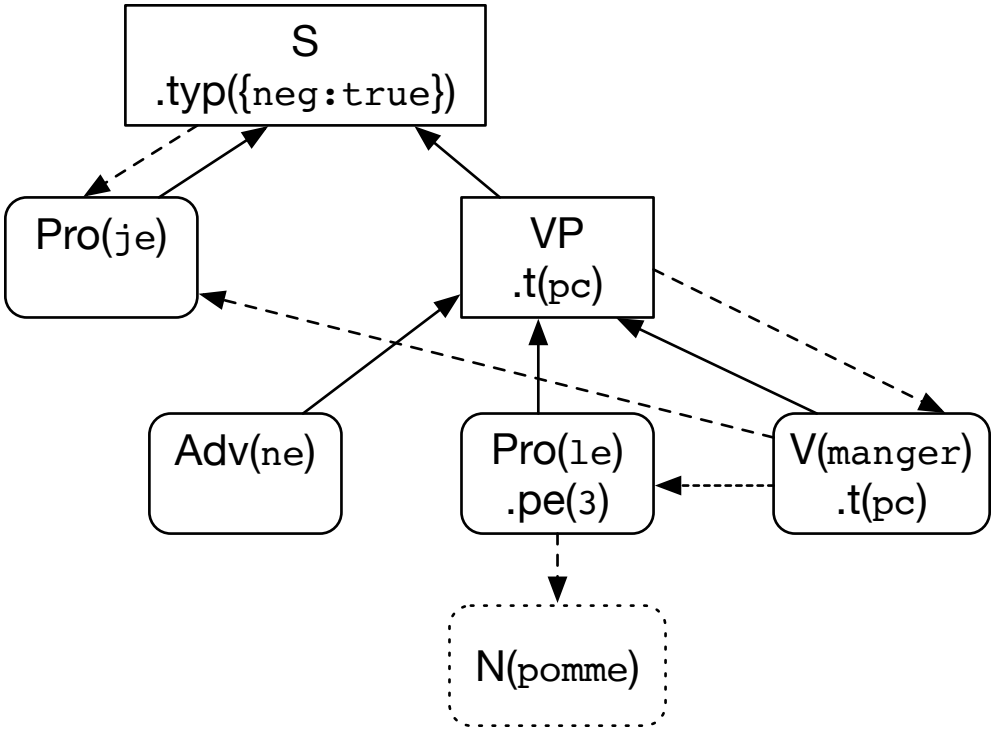 S
.typ({neg:true})
Pro(je)
VP
.t(pc)
Adv(ne)
Pro(le)
.pe(3)
V(manger)
.t(pc)
N(pomme)